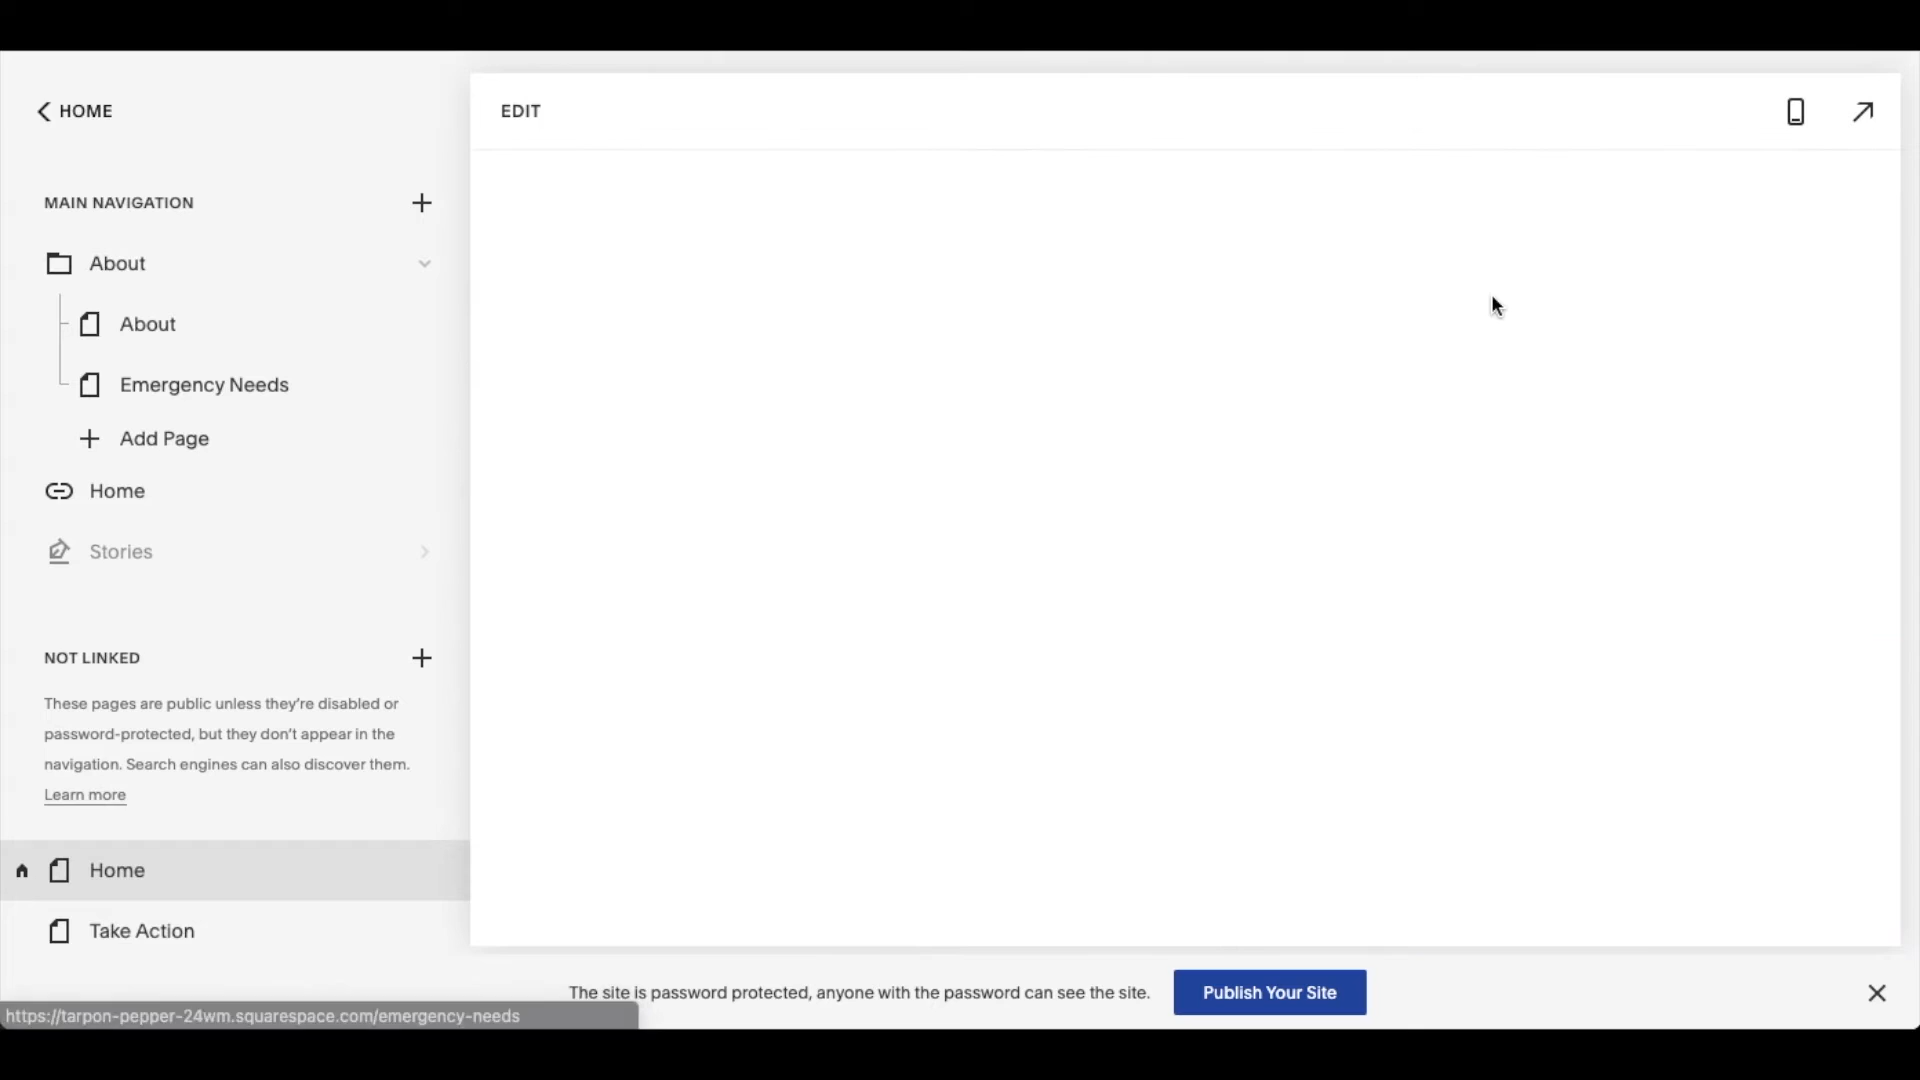 HOME
EDIT
MAIN NAVIGATION
About
About
Emergency Needs
Add Page
Home
Stories
NOT LINKED
These pages are public unless they’re disabled or
password-protected, but they don’t appear in the
navigation. Search engines can also discover them.
Learn more
Home
Take Action
The site is password protected, anyone with the password can see the site.
Publish Your Site
https://tarpon-pepper-24wm.squarespace.com/emergency-needs